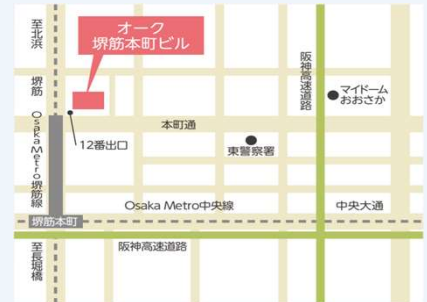 至北浜
オーク
堺筋本町ビル
堺筋
阪神高速道路
マイドーム
おおさか
本町通
12番出口
東警察署
Osaka Metro堺筋線
Osaka Metro中央線
中央大通
堺筋本町
至長堀橋
阪神高速道路